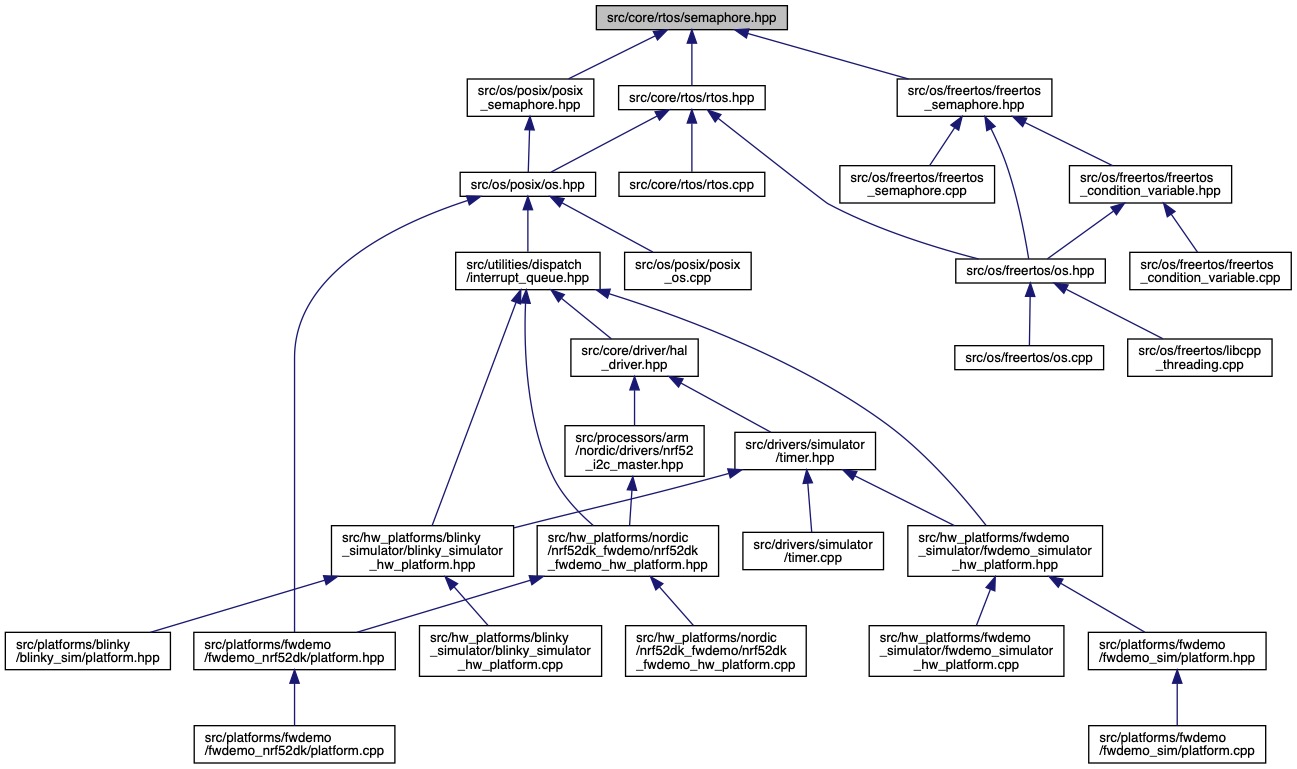 src/core/rtos/semaphore.hpp
src/os/posix/posix
_semaphore.hpp
src/core/rtos/rtos.hpp
src/os/freertos/freertos
_semaphore.hpp
src/os/posix/os.hpp
src/core/rtos/rtos.cpp
src/os/freertos/freertos
_semaphore.cpp
src/os/freertos/freertos
_condition_variable.hpp
src/utilities/dispatch
/interrupt_queue.hpp
src/os/posix/posix
_os.cpp
src/os/freertos/os.hpp
src/os/freertos/freertos
_condition_variable.cpp
src/core/driver/hal
_driver.hpp
src/os/freertos/os.cpp
src/os/freertos/libcpp
_threading.cpp
src/processors/arm
/nordic/drivers/nrf52
_i2c_master.hpp
src/drivers/simulator
/timer.hpp
src/hw_platforms/blinky
_simulator/blinky_simulator
_hw_platform.hpp
src/hw_platforms/nordic
/nrf52dk_fwdemo/nrf52dk
_fwdemo_hw_platform.hpp
src/drivers/simulator
/timer.cpp
src/hw_platforms/fwdemo
_simulator/fwdemo_simulator
_hw_platform.hpp
src/platforms/blinky
/blinky_sim/platform.hpp
src/platforms/fwdemo
/fwdemo_nrf52dk/platform.hpp
src/hw_platforms/blinky
_simulator/blinky_simulator
_hw_platform.cpp
src/hw_platforms/nordic
/nrf52dk_fwdemo/nrf52dk
_fwdemo_hw_platform.cpp
src/hw_platforms/fwdemo
_simulator/fwdemo_simulator
_hw_platform.cpp
src/platforms/fwdemo
/fwdemo_sim/platform.hpp
src/platforms/fwdemo
/fwdemo_nrf52dk/platform.cpp
src/platforms/fwdemo
/fwdemo_sim/platform.cpp